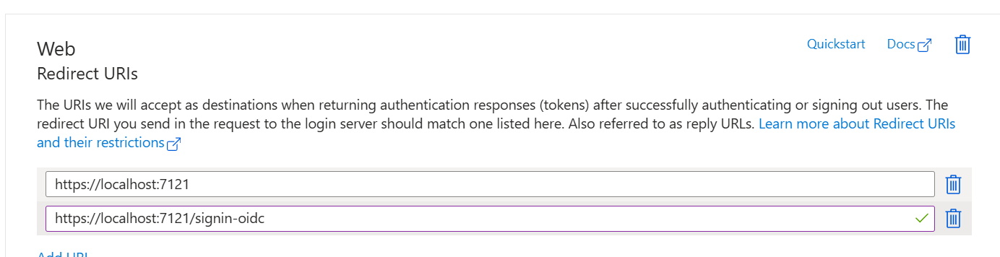 Web
Quickstart
Docs
Redirect URIs
The URIs we will accept as destinations when returning authentication responses (tokens) after successfully authenticating or signing out users. The
redirect URI you send in the request to the login server should match one listed here. Also referred to as reply URLs. Learn more about Redirect URIs
and their restrictions
https://localhost:7121
https://localhost:7121/signin-oidc
Add URI